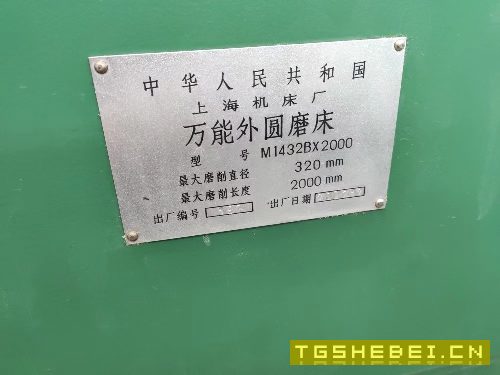 中华人民共和国
上海机床厂
万能外圆磨床
型号 M1432BX2000
最大磨削直径 320 mm
最大磨削长度 2000 mm
出厂编号 出厂日期
TGSHEBEI.CN